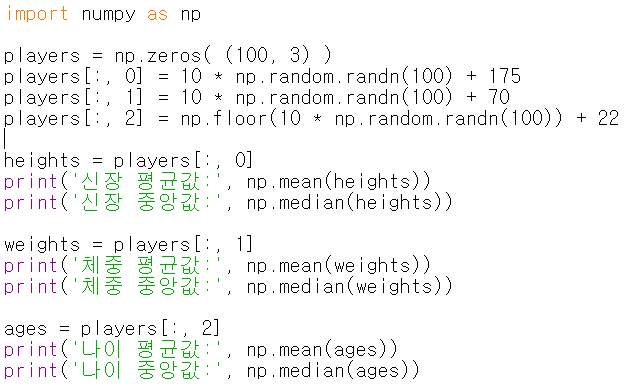 import numpy as np
players = np.zeros( (100, 3) )
players[:, 0] = 10 * np.random.randn(100) + 175
players[:, 1] = 10 * np.random.randn(100) + 70
players[:, 2] = np.floor(10 * np.random.randn(100)) + 22
heights = players[:, 0]
print('신장 평균값:', np.mean(heights))
print('신장 중앙값:', np.median(heights))
weights = players[:, 1]
print('체중 평균값:', np.mean(weights))
print('체중 중앙값:', np.median(weights))
ages = players[:, 2]
print('나이 평균값:', np.mean(ages))
print('나이 중앙값:', np.median(ages))